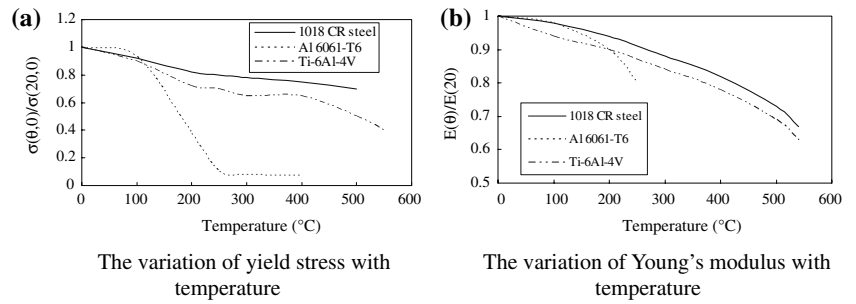 (a)
1.2
1
0.8
0.6
0.4
0.2
0
σ(θ,0)/σ(20,0)
1018 CR steel
Al 6061-T6
Ti-6Al-4V
0 100 200 300 400 500 600
Temperature (°C)
The variation of yield stress with
temperature
(b)
1
0.9
0.8
0.7
0.6
0.5
E(θ)/E(20)
1018 CR steel
Al 6061-T6
Ti-6Al-4V
0 100 200 300 400 500 600
Temperature (°C)
The variation of Young's modulus with
temperature